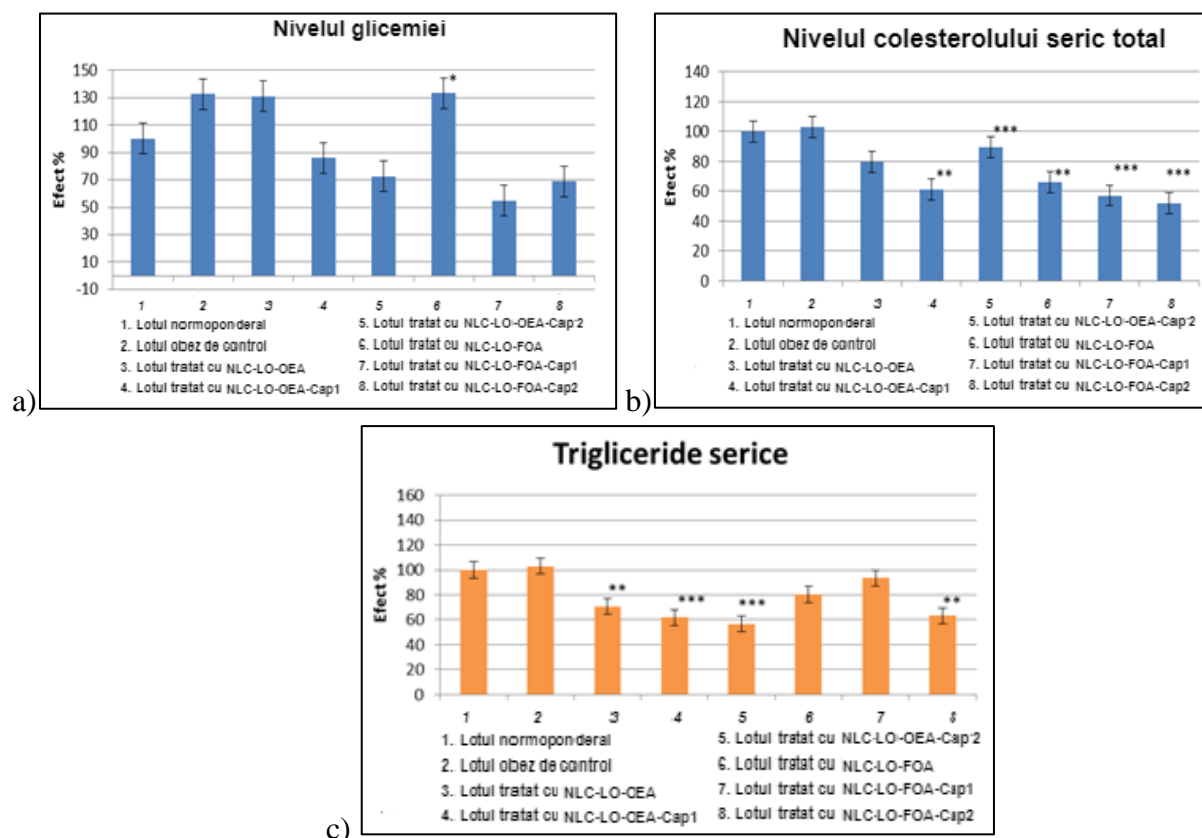 Nivelul glicemiei
Efect %
150
130
110
90
70
50
30
10
-10
*
1 2 3 4 5 6 7 8
1. Lotul normoponderal
2. Lotul obez de control
3. Lotul tratat cu NLC-LO-OEA
4. Lotul tratat cu NLC-LO-OEA-Cap1
5. Lotul tratat cu NLC-LO-OEA-Cap2
6. Lotul tratat cu NLC-LO-FOA
7. Lotul tratat cu NLC-LO-FOA-Cap1
8. Lotul tratat cu NLC-LO-FOA-Cap2
a)
Nivelul colesterolului seric total
Efect %
140
120
100
80
60
40
20
0
** *** ** *** ***
1 2 3 4 5 6 7 8
1. Lotul normoponderal
2. Lotul obez de control
3. Lotul tratat cu NLC-LO-OEA
4. Lotul tratat cu NLC-LO-OEA-Cap1
5. Lotul tratat cu NLC-LO-OEA-Cap2
6. Lotul tratat cu NLC-LO-FOA
7. Lotul tratat cu NLC-LO-FOA-Cap1
8. Lotul tratat cu NLC-LO-FOA-Cap2
b)
Trigliceride serice
Efect %
160
140
120
100
80
60
40
20
0
** *** *** **
1 2 3 4 5 6 7 8
1. Lotul normoponderal
2. Lotul obez de control
3. Lotul tratat cu NLC-LO-OEA
4. Lotul tratat cu NLC-LO-OEA-Cap1
5. Lotul tratat cu NLC-LO-OEA-Cap2
6. Lotul tratat cu NLC-LO-FOA
7. Lotul tratat cu NLC-LO-FOA-Cap1
8. Lotul tratat cu NLC-LO-FOA-Cap2
c)